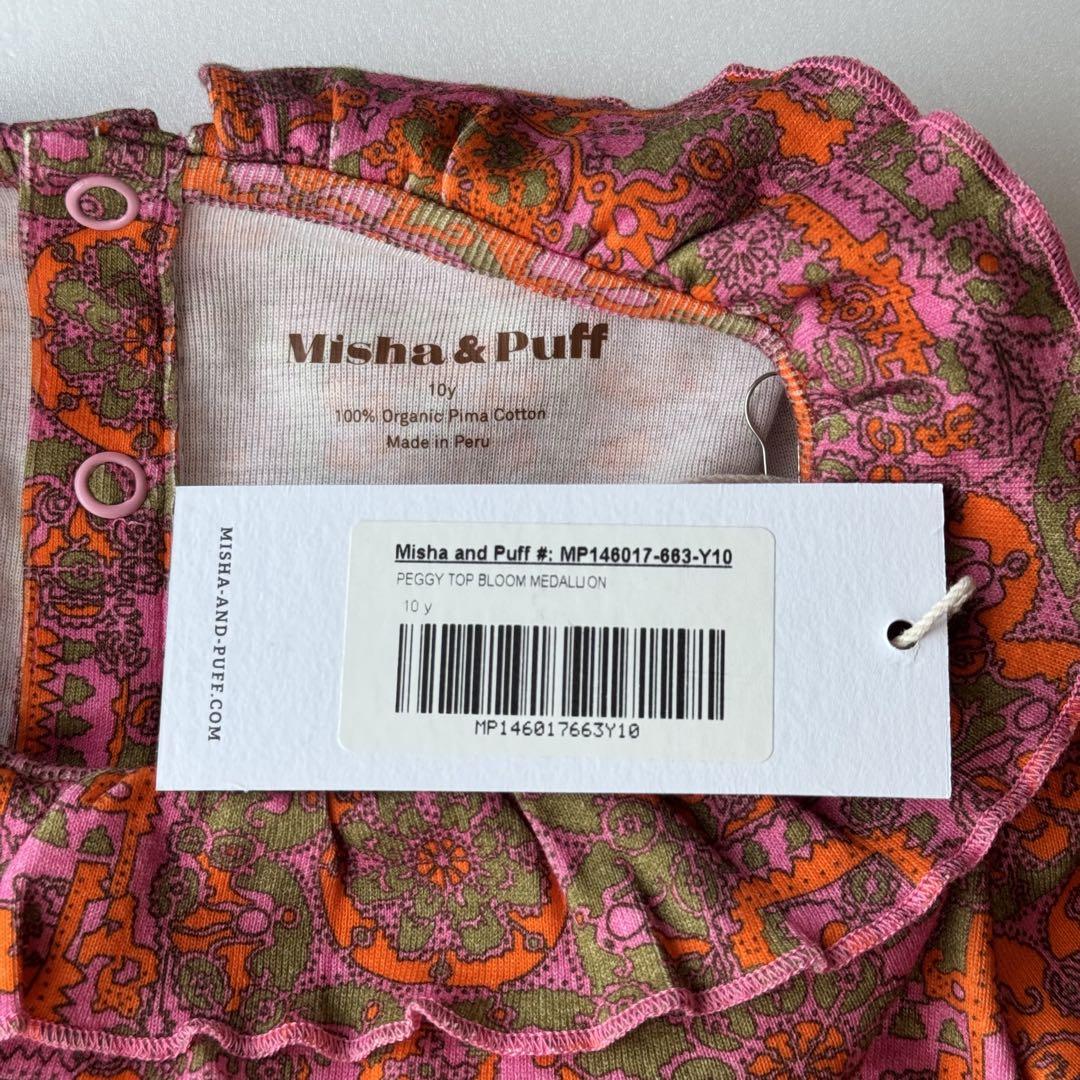 Misha & Puff
10y
100% Organic Pima Cotton
Made in Peru
MISHA-AND-PUFF.COM
Misha and Puff #: MP146017-663-Y10
PEGGY TOP BLOOM MEDALLION
10 y
MP146017663Y10